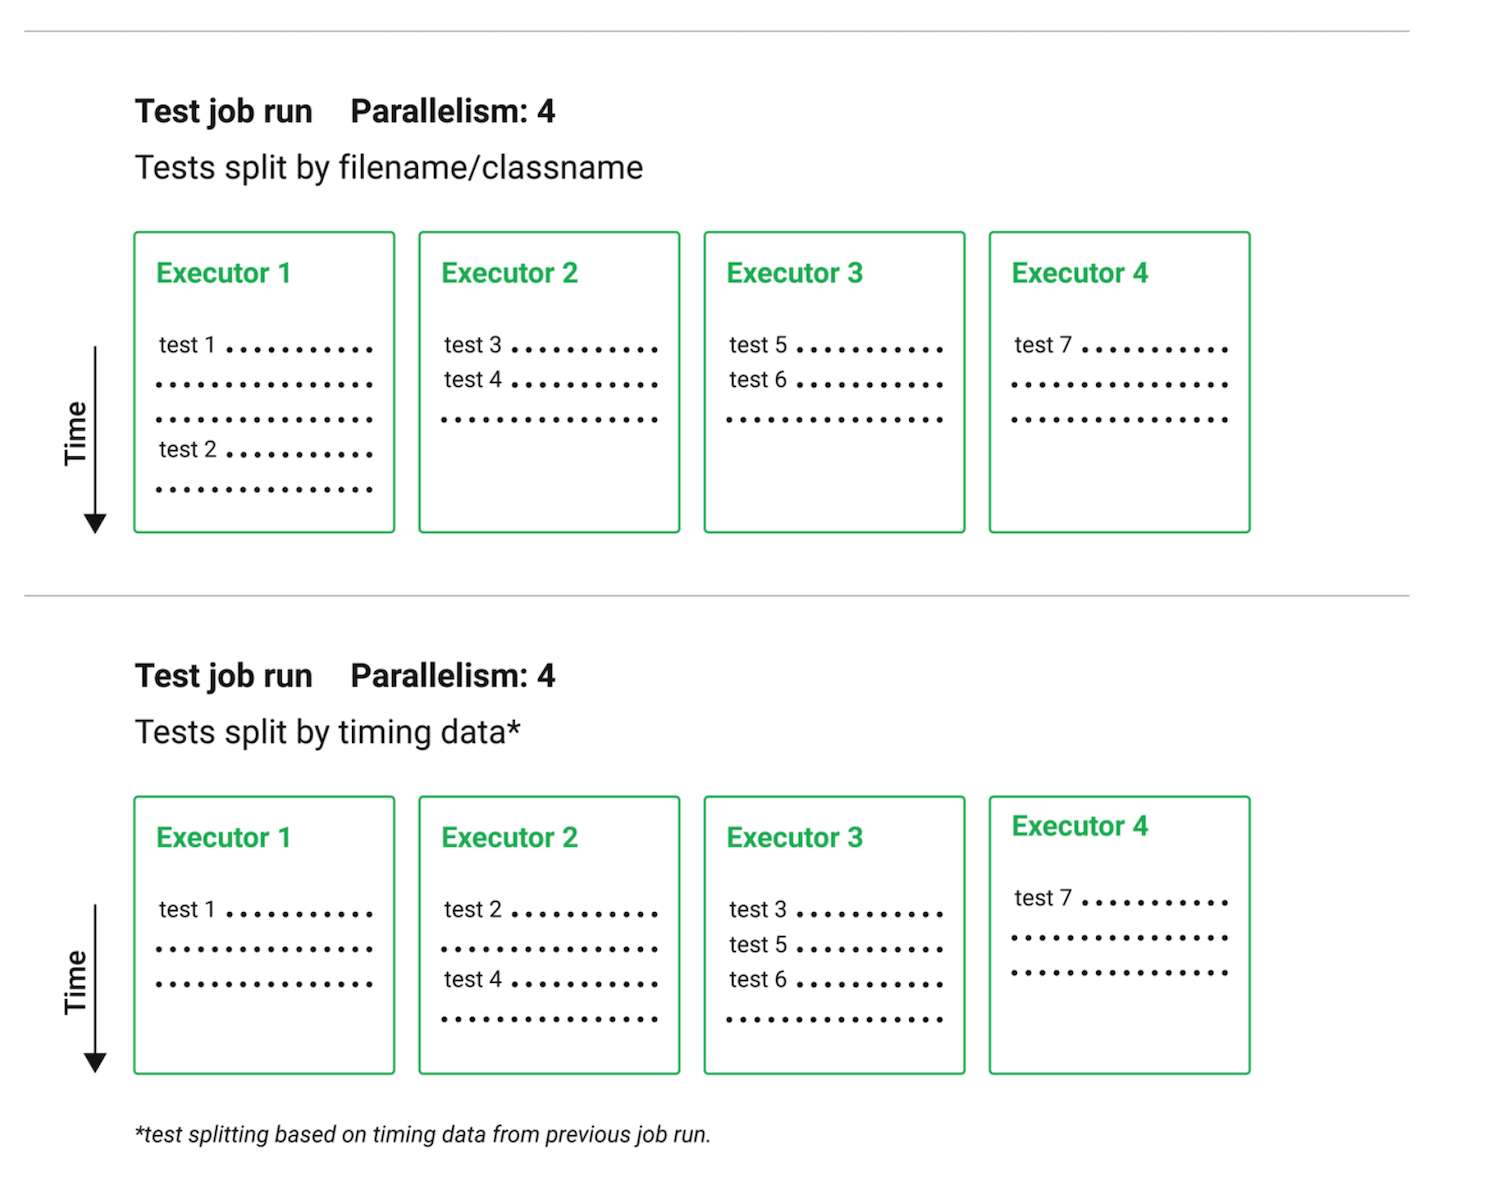 Test job run Parallelism: 4
Tests split by filename/classname
Time
Executor 1
test 1 ...........
................
................
test 2 ...........
................
Executor 2
test 3 ...........
test 4 ...........
................
Executor 3
test 5 ...........
test 6 ...........
................
Executor 4
test 7 ...........
................
................
Test job run Parallelism: 4
Tests split by timing data*
Time
Executor 1
test 1 ...........
................
................
Executor 2
test 2 ...........
................
test 4 ...........
................
Executor 3
test 3 ...........
test 5 ...........
test 6 ...........
................
Executor 4
test 7 ...........
................
................
*test splitting based on timing data from previous job run.